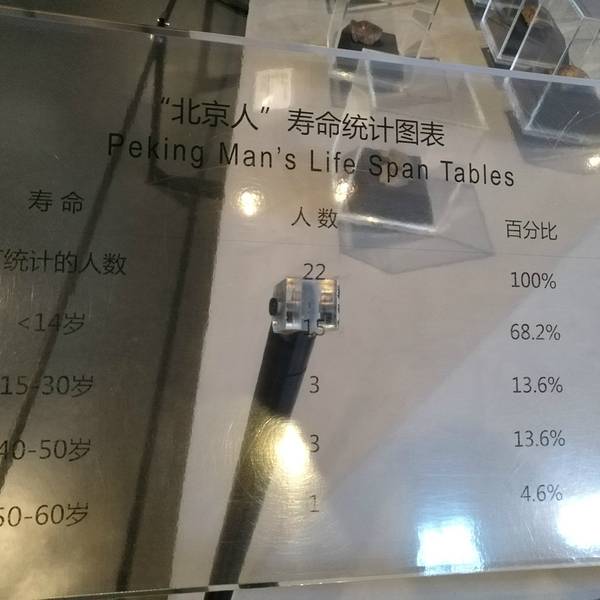 “北京人”寿命统计图表
Peking Man's Life Span Tables
寿命 人数 百分比
统计的人数 22 100%
<14岁 15 68.2%
15-30岁 3 13.6%
40-50岁 3 13.6%
50-60岁 1 4.6%